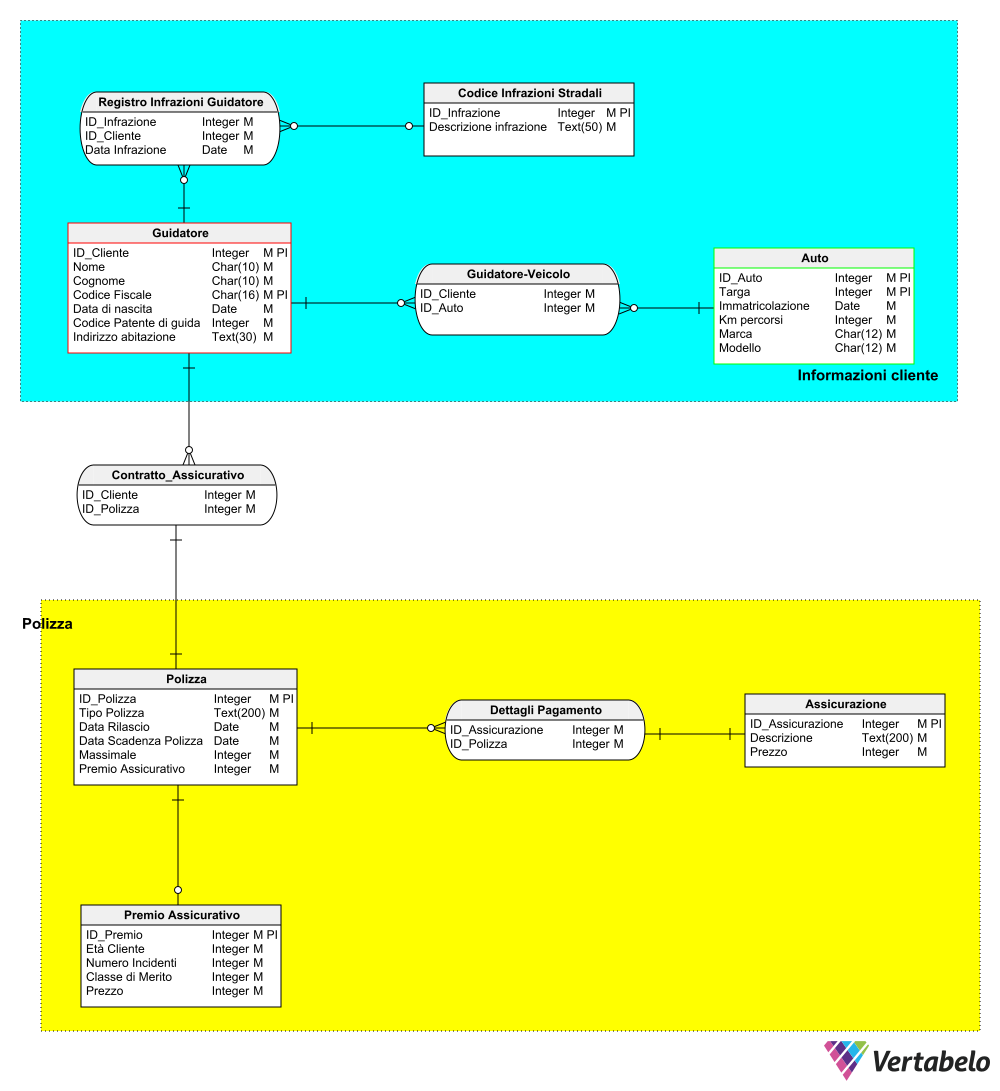 Registro Infrazioni Guidatore
ID_Infrazione Integer M
ID_Cliente Integer M
Data Infrazione Date M
Codice Infrazioni Stradali
ID_Infrazione Integer M PI
Descrizione infrazione Text(50) M
Guidatore
ID_Cliente Integer M PI
Nome Char(10) M
Cognome Char(10) M
Codice Fiscale Char(16) M PI
Data di nascita Date M
Codice Patente di guida Integer M
Indirizzo abitazione Text(30) M
Guidatore-Veicolo
ID_Cliente Integer M
ID_Auto Integer M
Auto
ID_Auto Integer M PI
Targa Integer M PI
Immatricolazione Date M
Km percorsi Integer M
Marca Char(12) M
Modello Char(12) M
Informazioni cliente
Contratto_Assicurativo
ID_Cliente Integer M
ID_Polizza Integer M
Polizza
Polizza
ID_Polizza Integer M PI
Tipo Polizza Text(200) M
Data Rilascio Date M
Data Scadenza Polizza Date M
Massimale Integer M
Premio Assicurativo Integer M
Dettagli Pagamento
ID_Assicurazione Integer M
ID_Polizza Integer M
Assicurazione
ID_Assicurazione Integer M PI
Descrizione Text(200) M
Prezzo Integer M
Premio Assicurativo
ID_Premio Integer M PI
Età Cliente Integer M
Numero Incidenti Integer M
Classe di Merito Integer M
Prezzo Integer M
Vertabelo